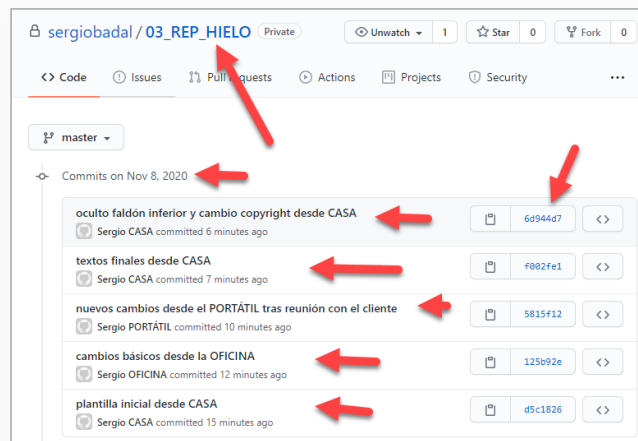 sergiobadal / 03_REP_HIELO Private Unwatch 1 Star 0 Fork 0
Code Issues Pull requests Actions Projects Security ...
master
Commits on Nov 8, 2020
oculto faldón inferior y cambio copyright desde CASA
Sergio CASA committed 6 minutes ago
6d944d7
textos finales desde CASA
Sergio CASA committed 7 minutes ago
f002fe1
nuevos cambios desde el PORTÁTIL tras reunión con el cliente
Sergio PORTÁTIL committed 10 minutes ago
5815f12
cambios básicos desde la OFICINA
Sergio OFICINA committed 12 minutes ago
125b92e
plantilla inicial desde CASA
Sergio CASA committed 15 minutes ago
d5c1826